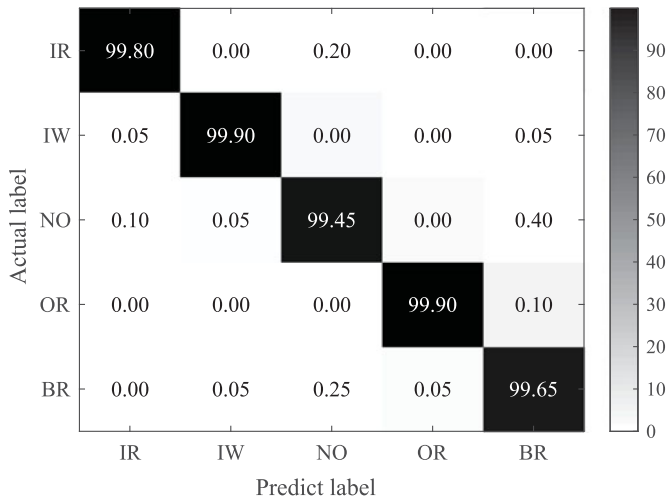 IR 99.80 0.00 0.20 0.00 0.00
IW 0.05 99.90 0.00 0.00 0.05
NO 0.10 0.05 99.45 0.00 0.40
OR 0.00 0.00 0.00 99.90 0.10
BR 0.00 0.05 0.25 0.05 99.65
IR IW NO OR BR
Predict label
Actual label
90
80
70
60
50
40
30
20
10
0